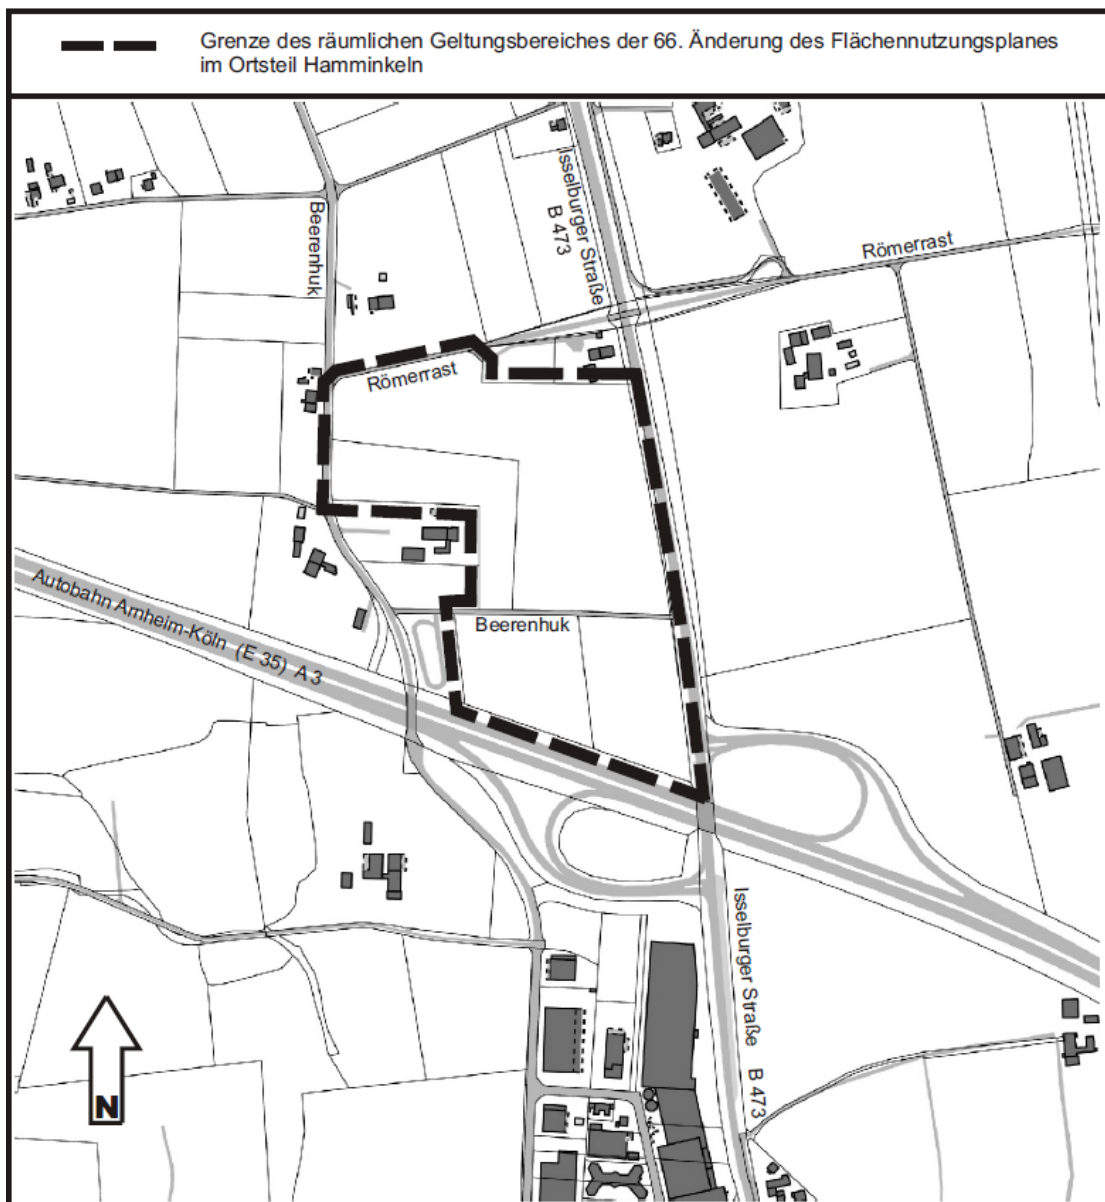 Grenze des räumlichen Geltungsbereiches der 66. Änderung des Flächennutzungsplanes
im Ortsteil Hamminkeln
Isselburger Straße
B 473
Beerenhuk
Römerrast
Römerrast
Beerenhuk
Autobahn Arnheim-Köln (E 35) A 3
Isselburger Straße B 473
N